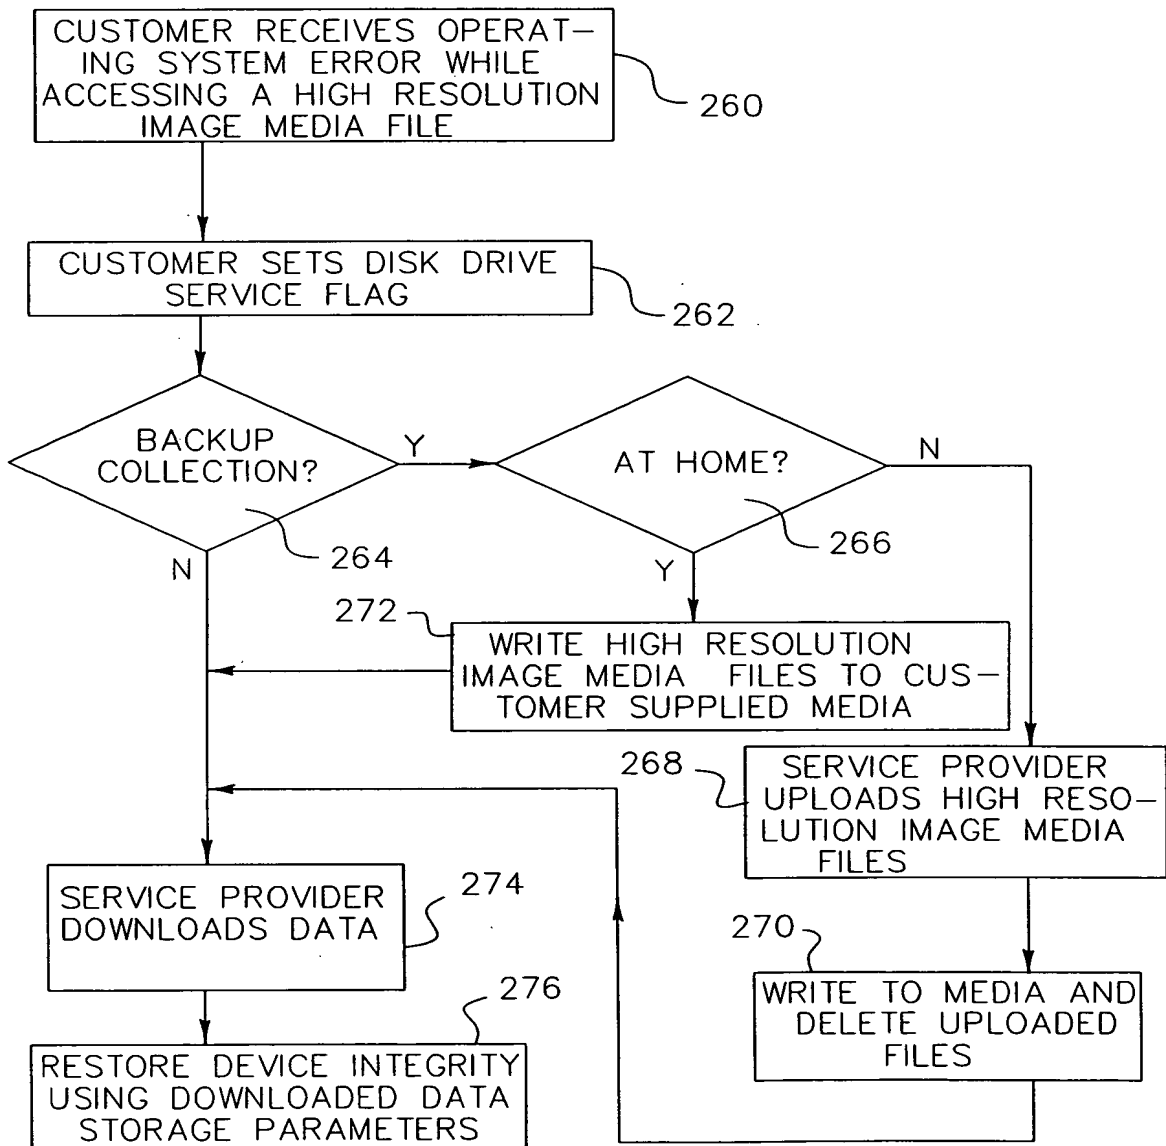 CUSTOMER RECEIVES OPERAT-
ING SYSTEM ERROR WHILE
ACCESSING A HIGH RESOLUTION
IMAGE MEDIA FILE
260
CUSTOMER SETS DISK DRIVE
SERVICE FLAG
262
BACKUP
COLLECTION?
264
Y
N
AT HOME?
266
N
Y
272
WRITE HIGH RESOLUTION
IMAGE MEDIA FILES TO CUS-
TOMER SUPPLIED MEDIA
268
SERVICE PROVIDER
UPLOADS HIGH RESO-
LUTION IMAGE MEDIA
FILES
270
WRITE TO MEDIA AND
DELETE UPLOADED
FILES
SERVICE PROVIDER
DOWNLOADS DATA
274
276
RESTORE DEVICE INTEGRITY
USING DOWNLOADED DATA
STORAGE PARAMETERS